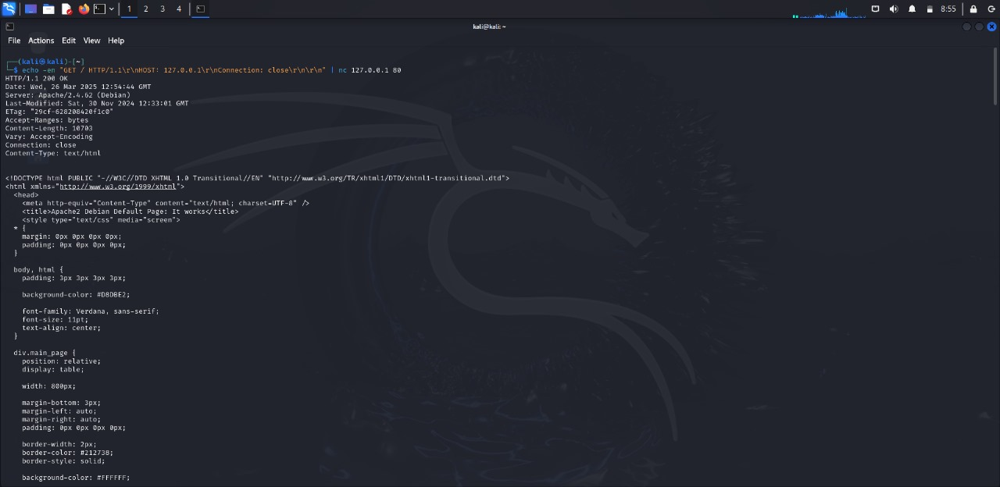 1 2 3 4 8:55
kali@kali: ~
File Actions Edit View Help
┌──(kali㉿kali)-[~]
└─$ echo -en "GET / HTTP/1.1\r\nHOST: 127.0.0.1\r\nConnection: close\r\n\r\n" | nc 127.0.0.1 80
HTTP/1.1 200 OK
Date: Wed, 26 Mar 2025 12:54:44 GMT
Server: Apache/2.4.62 (Debian)
Last-Modified: Sat, 30 Nov 2024 12:33:01 GMT
ETag: "29cf-628208420f1c0"
Accept-Ranges: bytes
Content-Length: 10703
Vary: Accept-Encoding
Connection: close
Content-Type: text/html
<!DOCTYPE html PUBLIC "-//W3C//DTD XHTML 1.0 Transitional//EN" "http://www.w3.org/TR/xhtml1/DTD/xhtml1-transitional.dtd">
<html xmlns="http://www.w3.org/1999/xhtml">
<head>
<meta http-equiv="Content-Type" content="text/html; charset=UTF-8" />
<title>Apache2 Debian Default Page: It works</title>
<style type="text/css" media="screen">
* {
margin: 0px 0px 0px 0px;
padding: 0px 0px 0px 0px;
}
body, html {
padding: 3px 3px 3px 3px;
background-color: #D8DBE2;
font-family: Verdana, sans-serif;
font-size: 11pt;
text-align: center;
}
div.main_page {
position: relative;
display: table;
width: 800px;
margin-bottom: 3px;
margin-left: auto;
margin-right: auto;
padding: 0px 0px 0px 0px;
border-width: 2px;
border-color: #212738;
border-style: solid;
background-color: #FFFFFF;